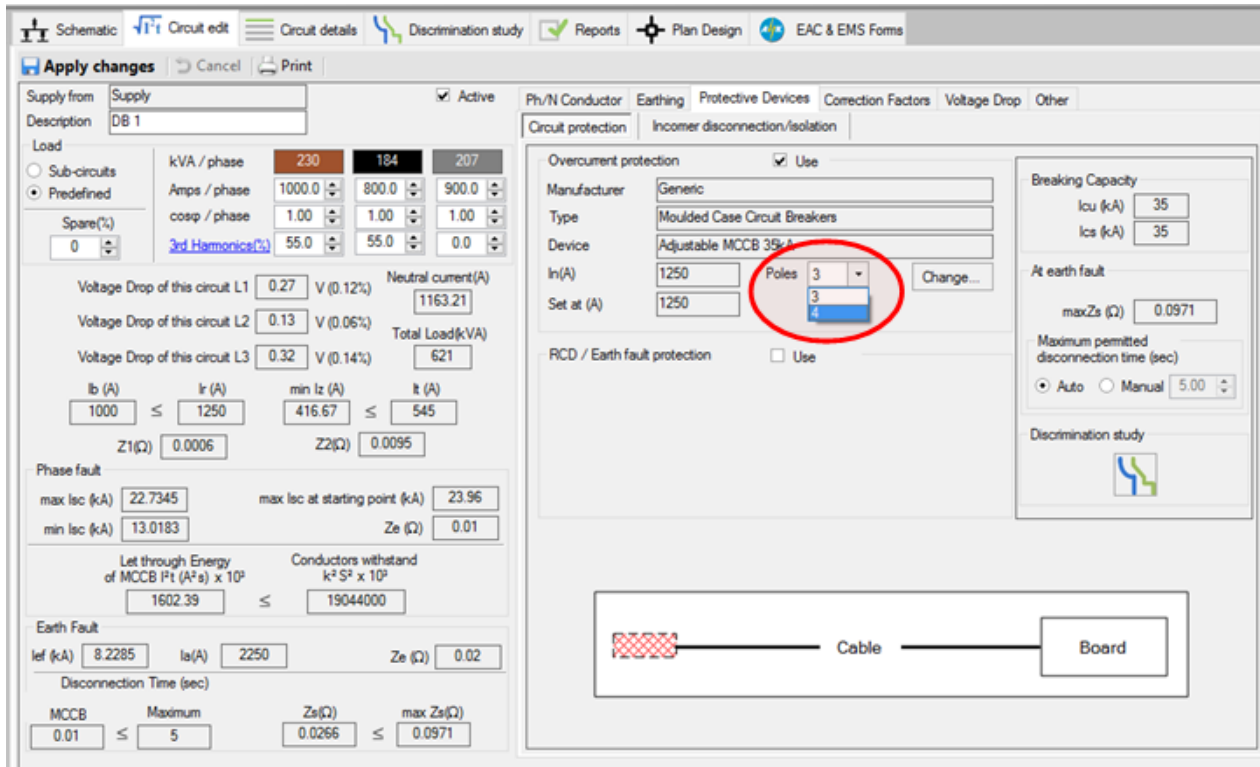 Schematic Circuit edit Circuit details Discrimination study Reports Plan Design EAC & EMS Forms
Apply changes Cancel Print
Supply from Supply Active
Description DB 1
Load
Sub-circuits
Predefined
Spare(%)
0
kVA / phase 230 184 207
Amps / phase 1000.0 800.0 900.0
cosφ / phase 1.00 1.00 1.00
3rd Harmonics(%) 55.0 55.0 0.0
Voltage Drop of this circuit L1 0.27 V (0.12%)
Voltage Drop of this circuit L2 0.13 V (0.06%)
Voltage Drop of this circuit L3 0.32 V (0.14%)
Neutral current(A)
1163.21
Total Load(kVA)
621
Ib (A) Ir (A) min Iz (A) It (A)
1000 ≤ 1250 416.67 ≤ 545
Z1(Ω) 0.0006 Z2(Ω) 0.0095
Phase fault
max Isc (kA) 22.7345 max Isc at starting point (kA) 23.96
min Isc (kA) 13.0183 Ze (Ω) 0.01
Let through Energy
of MCCB I²t (A²s) x 10³
Conductors withstand
k² S² x 10³
1602.39 ≤ 19044000
Earth Fault
Ief (kA) 8.2285 Ia(A) 2250 Ze (Ω) 0.02
Disconnection Time (sec)
MCCB Maximum Zs(Ω) max Zs(Ω)
0.01 ≤ 5 0.0266 ≤ 0.0971
Ph/N Conductor Earthing Protective Devices Correction Factors Voltage Drop Other
Circuit protection Incomer disconnection/isolation
Overcurrent protection Use
Manufacturer Generic
Type Moulded Case Circuit Breakers
Device Adjustable MCCB 35kA
In(A) 1250 Poles 3 Change...
3
4
Set at (A) 1250
RCD / Earth fault protection Use
Breaking Capacity
Icu (kA) 35
Ics (kA) 35
At earth fault
maxZs (Ω) 0.0971
Maximum permitted
disconnection time (sec)
Auto Manual 5.00
Discrimination study
Cable Board